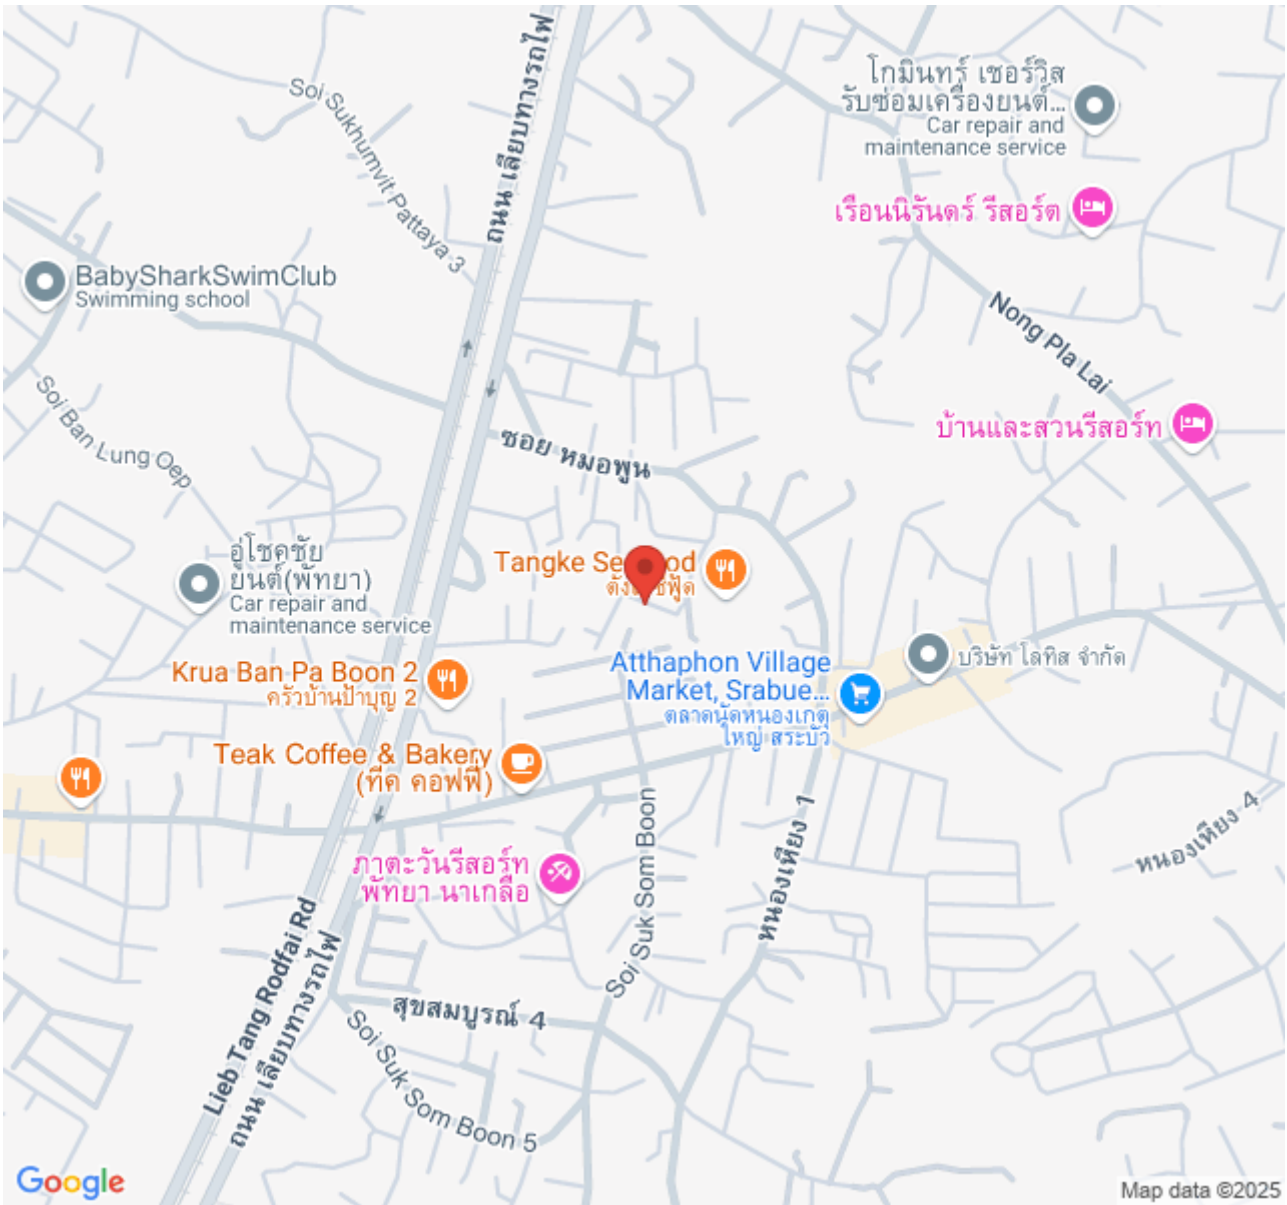 ถนน เลียบทางรถไฟ
Soi Sukhumvit Pattaya 3
โกมินทร์ เซอร์วิส
รับซ่อมเครื่องยนต์...
Car repair and
maintenance service
เรือนนิรันดร์ รีสอร์ต
BabySharkSwimClub
Swimming school
Nong Pla Lai
Soi Ban Lung Oep
ซอย หมอพูน
บ้านและสวนรีสอร์ท
อู่โชคชัย
ยนต์(พัทยา)
Car repair and
maintenance service
Tangke
Krua Ban Pa Boon 2
ครัวบ้านป้าบุญ 2
Atthaphon Village
Market, Srabue...
ตลาดนัดหนองเกตุ
ใหญ่ สระบัว
บริษัท โลทิส จำกัด
Teak Coffee & Bakery
(ทีค คอฟฟี่)
ภาตะวันรีสอร์ท
พัทยา นาเกลือ
Soi Suk Som Boon
หนองเหียง 1
หนองเหียง 4
Lieb Tang Rodfai Rd
ถนน เลียบทางรถไฟ
สุขสมบูรณ์ 4
Soi Suk Som Boon 5
Google
Map data ©2025